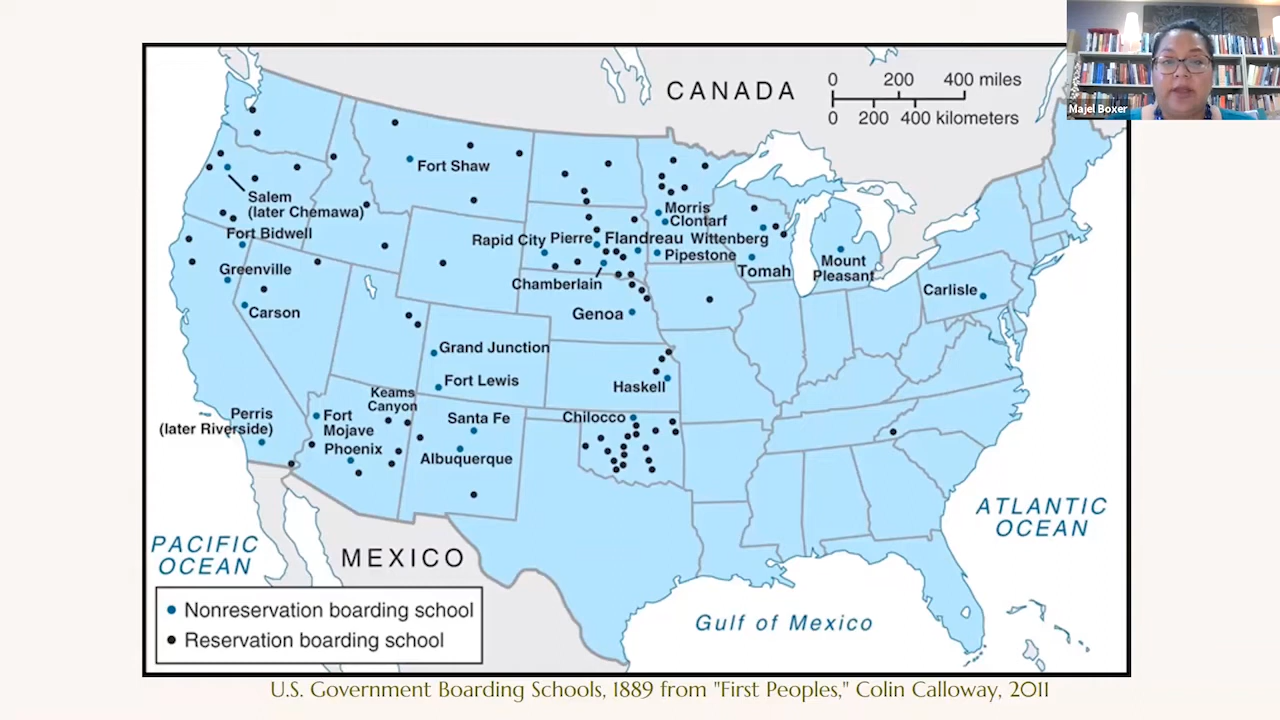 Majel Boxer
CANADA
0 200 400 miles
0 200 400 kilometers
Fort Shaw
Salem
(later Chemawa)
Fort Bidwell
Greenville
Carson
Rapid City
Pierre
Flandreau
Wittenberg
Morris
Clontarf
Pipestone
Tomah
Mount
Pleasant
Chamberlain
Genoa
Carlisle
Grand Junction
Fort Lewis
Haskell
Keams
Canyon
Perris
(later Riverside)
Fort
Mojave
Phoenix
Santa Fe
Albuquerque
Chilocco
PACIFIC
OCEAN
MEXICO
ATLANTIC
OCEAN
Gulf of Mexico
Nonreservation boarding school
Reservation boarding school
U.S. Government Boarding Schools, 1889 from "First Peoples," Colin Calloway, 2011